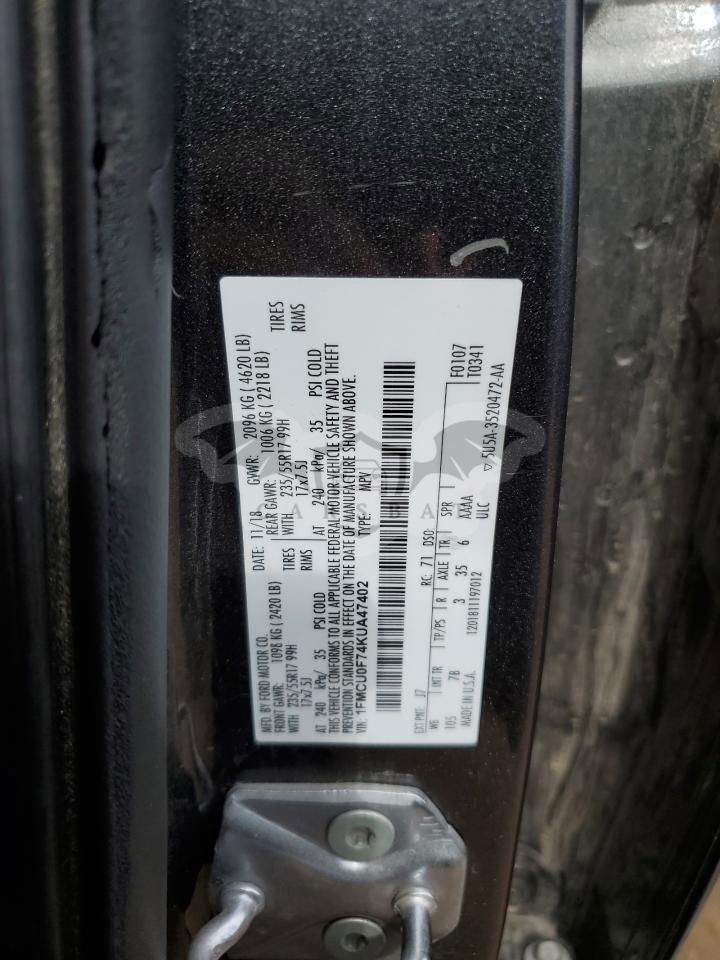 MFD. BY FORD MOTOR CO. DATE: 11/18 GVWR: 2096 KG ( 4620 LB)
FRONT GAWR: 1098 KG ( 2420 LB) REAR GAWR: 1006 KG ( 2218 LB)
WITH 235/55R17 99H TIRES WITH 235/55R17 99H TIRES
17x7.5J RIMS 17x7.5J RIMS
AT 240 kPa/ 35 PSI COLD AT 240 kPa/ 35 PSI COLD
THIS VEHICLE CONFORMS TO ALL APPLICABLE FEDERAL MOTOR VEHICLE SAFETY AND THEFT
PREVENTION STANDARDS IN EFFECT ON THE DATE OF MANUFACTURE SHOWN ABOVE.
VIN: 1FMCU0F74KUA47402 TYPE: MPV
EXT PNT: J7 RC: 71 DSO: F0107
WB INT TR TP/PS R AXLE TR SPR T0341
105 7B 3 35 6 AAAA
MADE IN U.S.A. 1201811197012 ULC 5U5A-3520472-AA